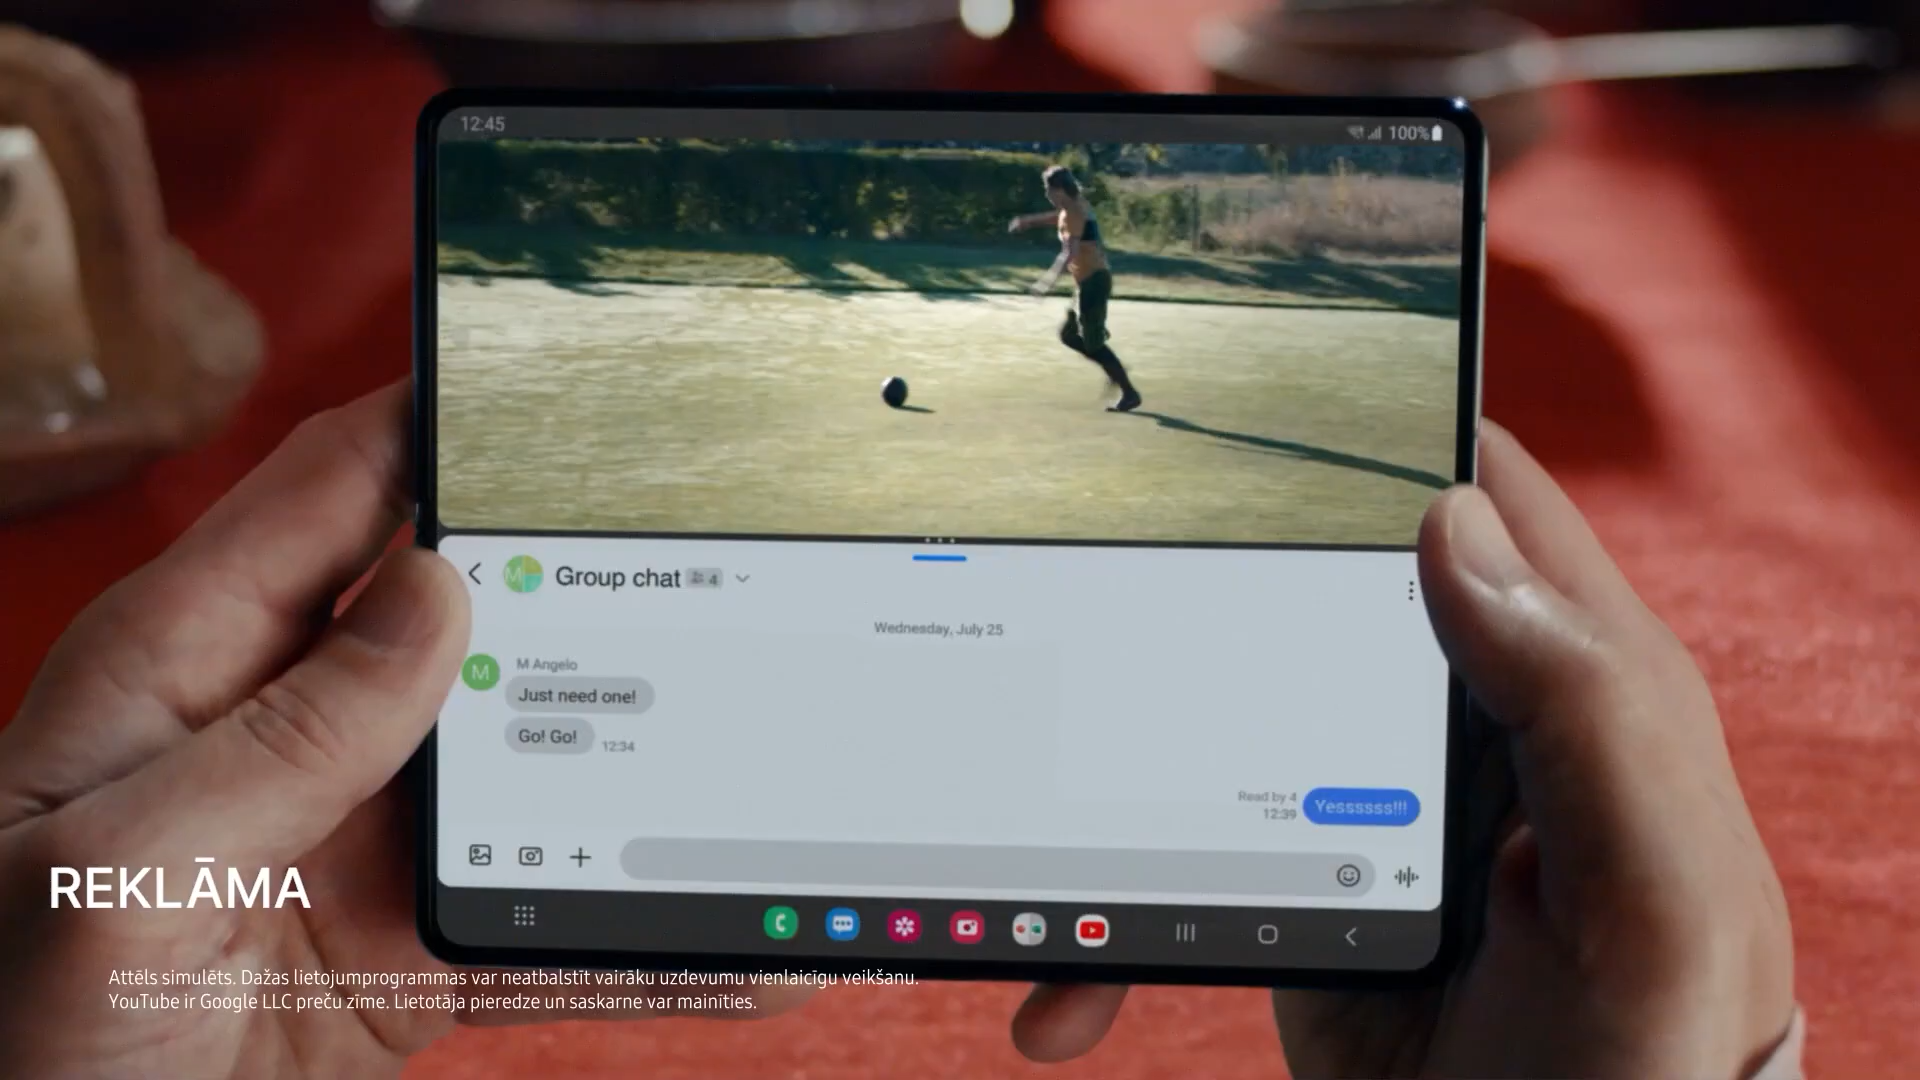 12:45
100%
Group chat 4
Wednesday, July 25
M
M
M Angelo
Just need one!
Go! Go!
12:34
Read by 4
12:39
Yessssss!!!
REKLĀMA
Attēls simulēts. Dažas lietojumprogrammas var neatbalstīt vairāku uzdevumu vienlaicīgu veikšanu.
YouTube ir Google LLC preču zīme. Lietotāja pieredze un saskarne var mainīties.